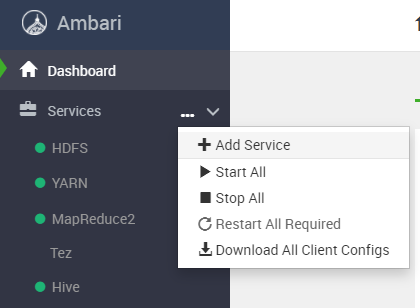 Ambari
Dashboard
Services
Add Service
HDFS
Start All
YARN
Stop All
MapReduce2
Restart All Required
Tez
Download All Client Configs
Hive